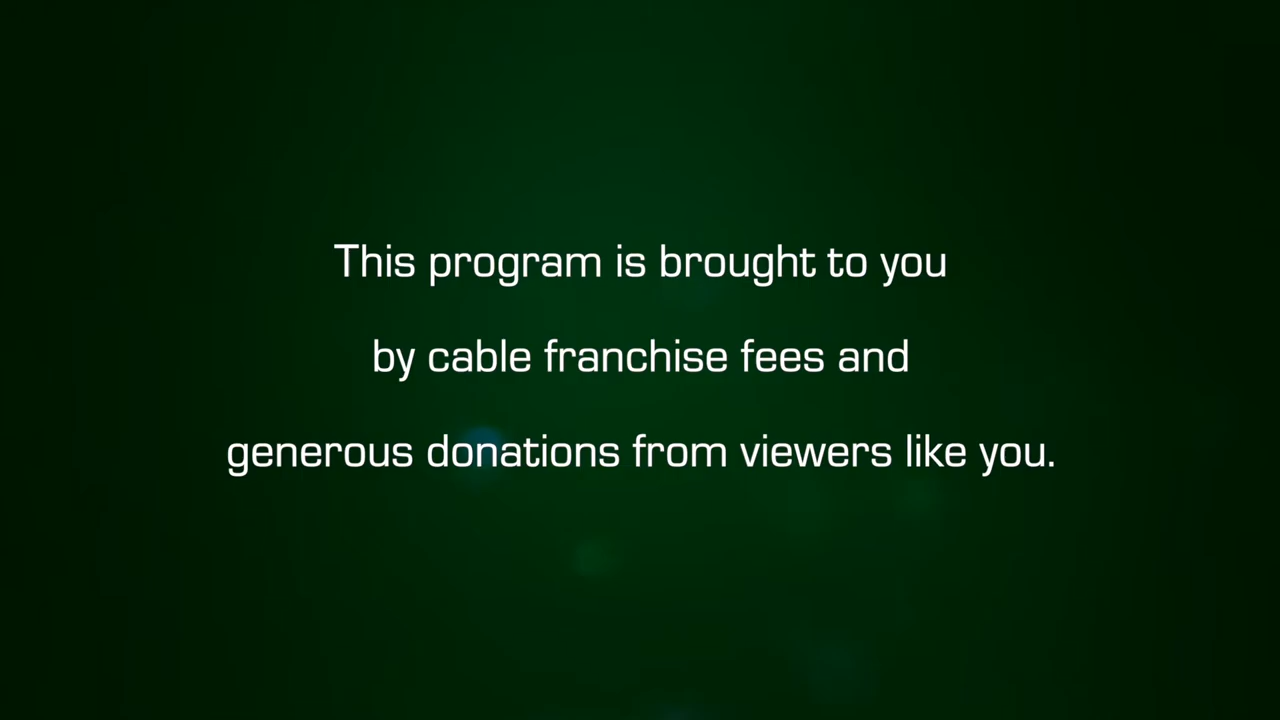 This program is brought to you
by cable franchise fees and
generous donations from viewers like you.